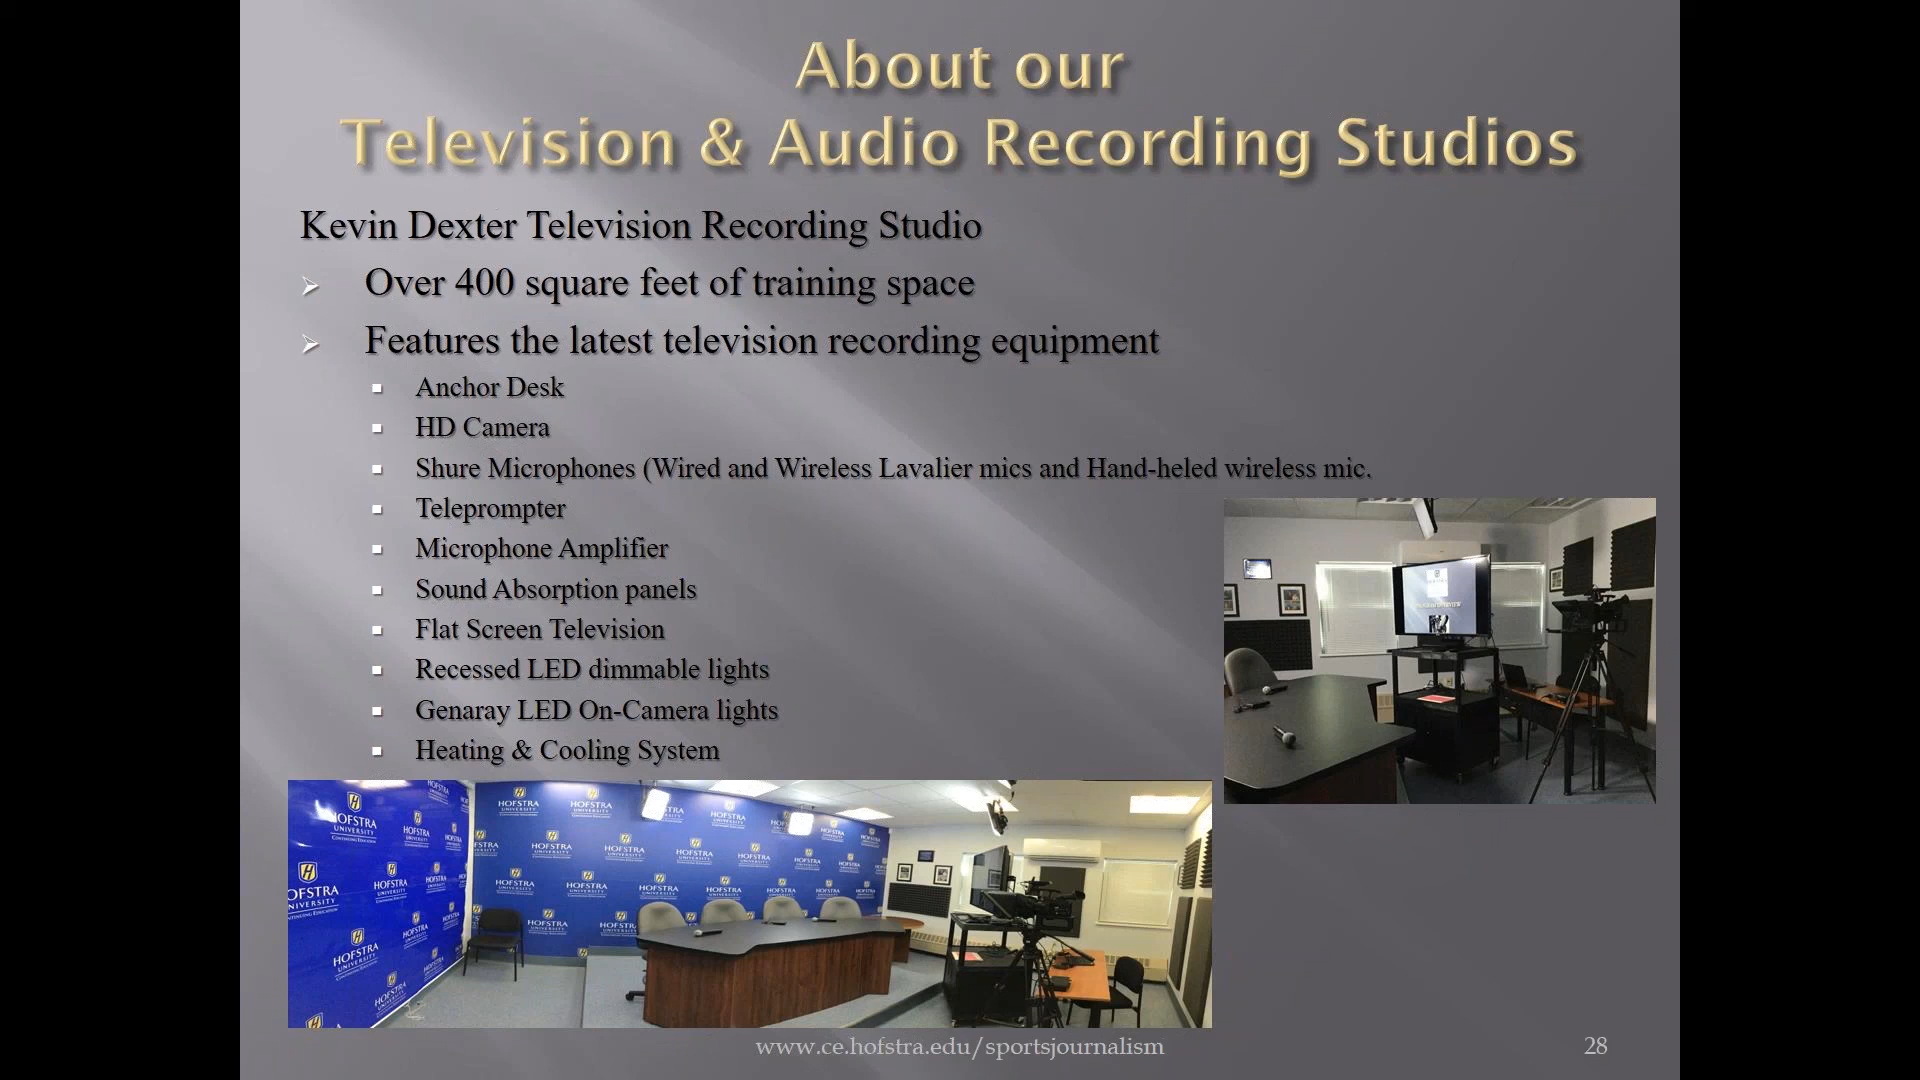 About our
Television & Audio Recording Studios
Kevin Dexter Television Recording Studio
Over 400 square feet of training space
Features the latest television recording equipment
Anchor Desk
HD Camera
Shure Microphones (Wired and Wireless Lavalier mics and Hand-heled wireless mic.
Teleprompter
Microphone Amplifier
Sound Absorption panels
Flat Screen Television
Recessed LED dimmable lights
Genaray LED On-Camera lights
Heating & Cooling System
HOFSTRA
UNIVERSITY
CONTINUING EDUCATION
www.ce.hofstra.edu/sportsjournalism
28